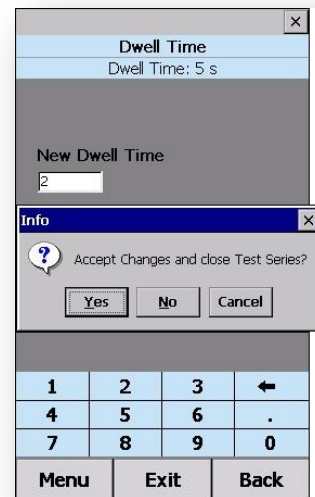 Dwell Time
Dwell Time: 5 s
New Dwell Time
2
Info
Accept Changes and close Test Series?
Yes No Cancel
1 2 3 ←
4 5 6 .
7 8 9 0
Menu Exit Back